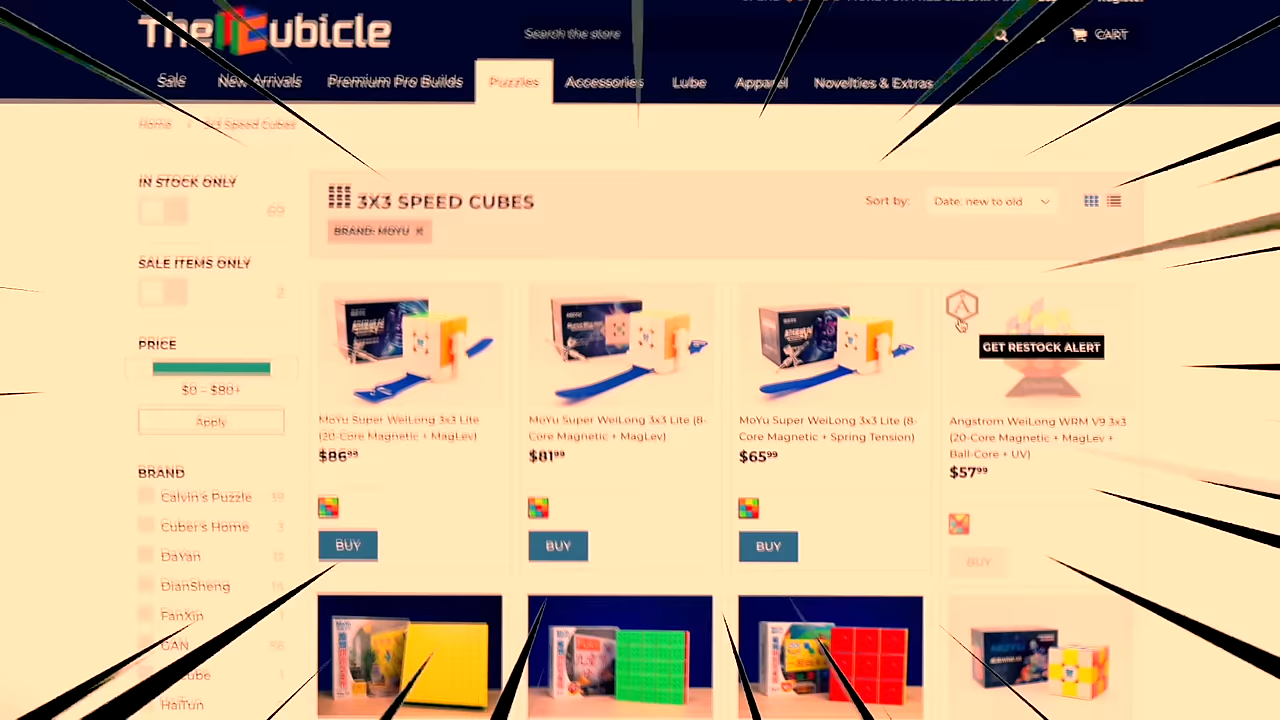 The Cubicle
Search the store
CART
Sale
New Arrivals
Premium Pro Builds
Puzzles
Accessories
Lube
Apparel
Novelties & Extras
Home
3x3 Speed Cubes
IN STOCK ONLY
69
SALE ITEMS ONLY
2
PRICE
$0 – $80+
Apply
BRAND
Calvin's Puzzle
Cuber's Home 3
DaYan
DianSheng
FanXin
GAN
HaiTun
3X3 SPEED CUBES
Sort by: Date: new to old
BRAND: MOYU X
MoYu Super WeiLong 3x3 Lite
(20-Core Magnetic + MagLev)
$86.99
BUY
MoYu Super WeiLong 3x3 Lite (8-
Core Magnetic + MagLev)
$81.99
BUY
MoYu Super WeiLong 3x3 Lite (8-
Core Magnetic + Spring Tension)
$65.99
BUY
GET RESTOCK ALERT
Angstrom WeiLong WRM V9 3x3
(20-Core Magnetic + MagLev +
Ball-Core + UV)
$57.99
BUY